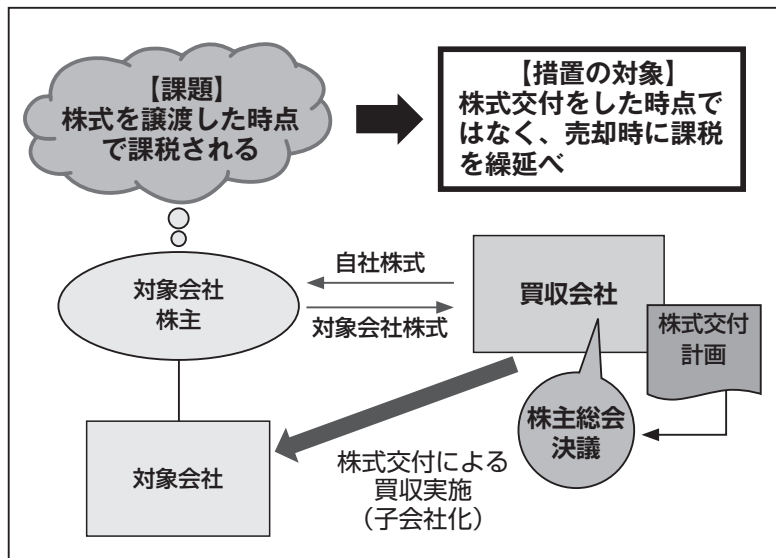 【課題】
株式を譲渡した時点
で課税される
【措置の対象】
株式交付をした時点で
はなく、売却時に課税
を繰延べ
対象会社
株主
自社株式
対象会社株式
買収会社
株式交付
計画
株主総会
決議
対象会社
株式交付による
買収実施
（子会社化）